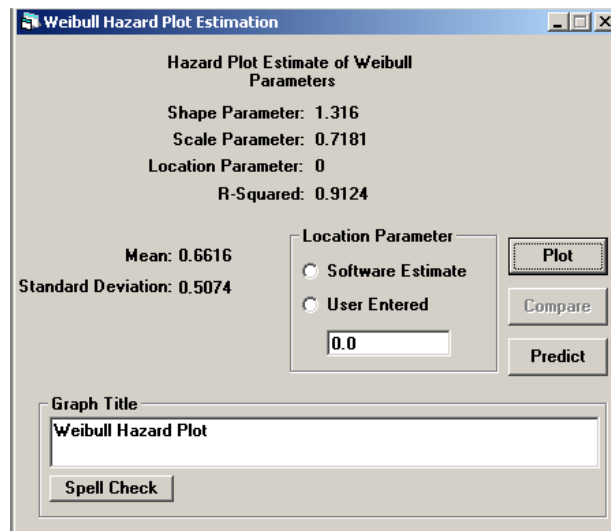 Weibull Hazard Plot Estimation
Hazard Plot Estimate of Weibull
Parameters
Shape Parameter: 1.316
Scale Parameter: 0.7181
Location Parameter: 0
R-Squared: 0.9124
Mean: 0.6616
Standard Deviation: 0.5074
Location Parameter
Software Estimate
User Entered
0.0
Plot
Compare
Predict
Graph Title
Weibull Hazard Plot
Spell Check